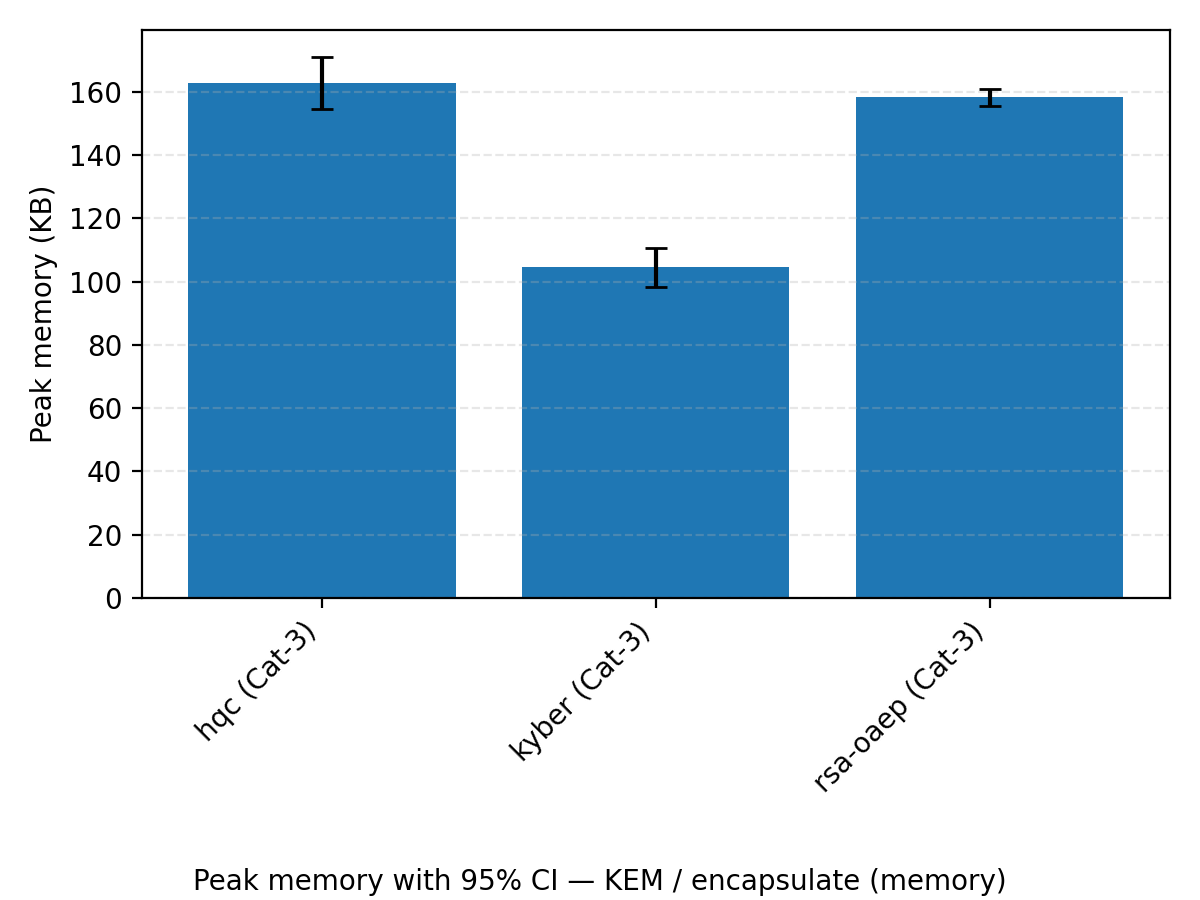 Peak memory (KB)
160
140
120
100
80
60
40
20
0
hqc (Cat-3)
kyber (Cat-3)
rsa-oaep (Cat-3)
Peak memory with 95% CI — KEM / encapsulate (memory)